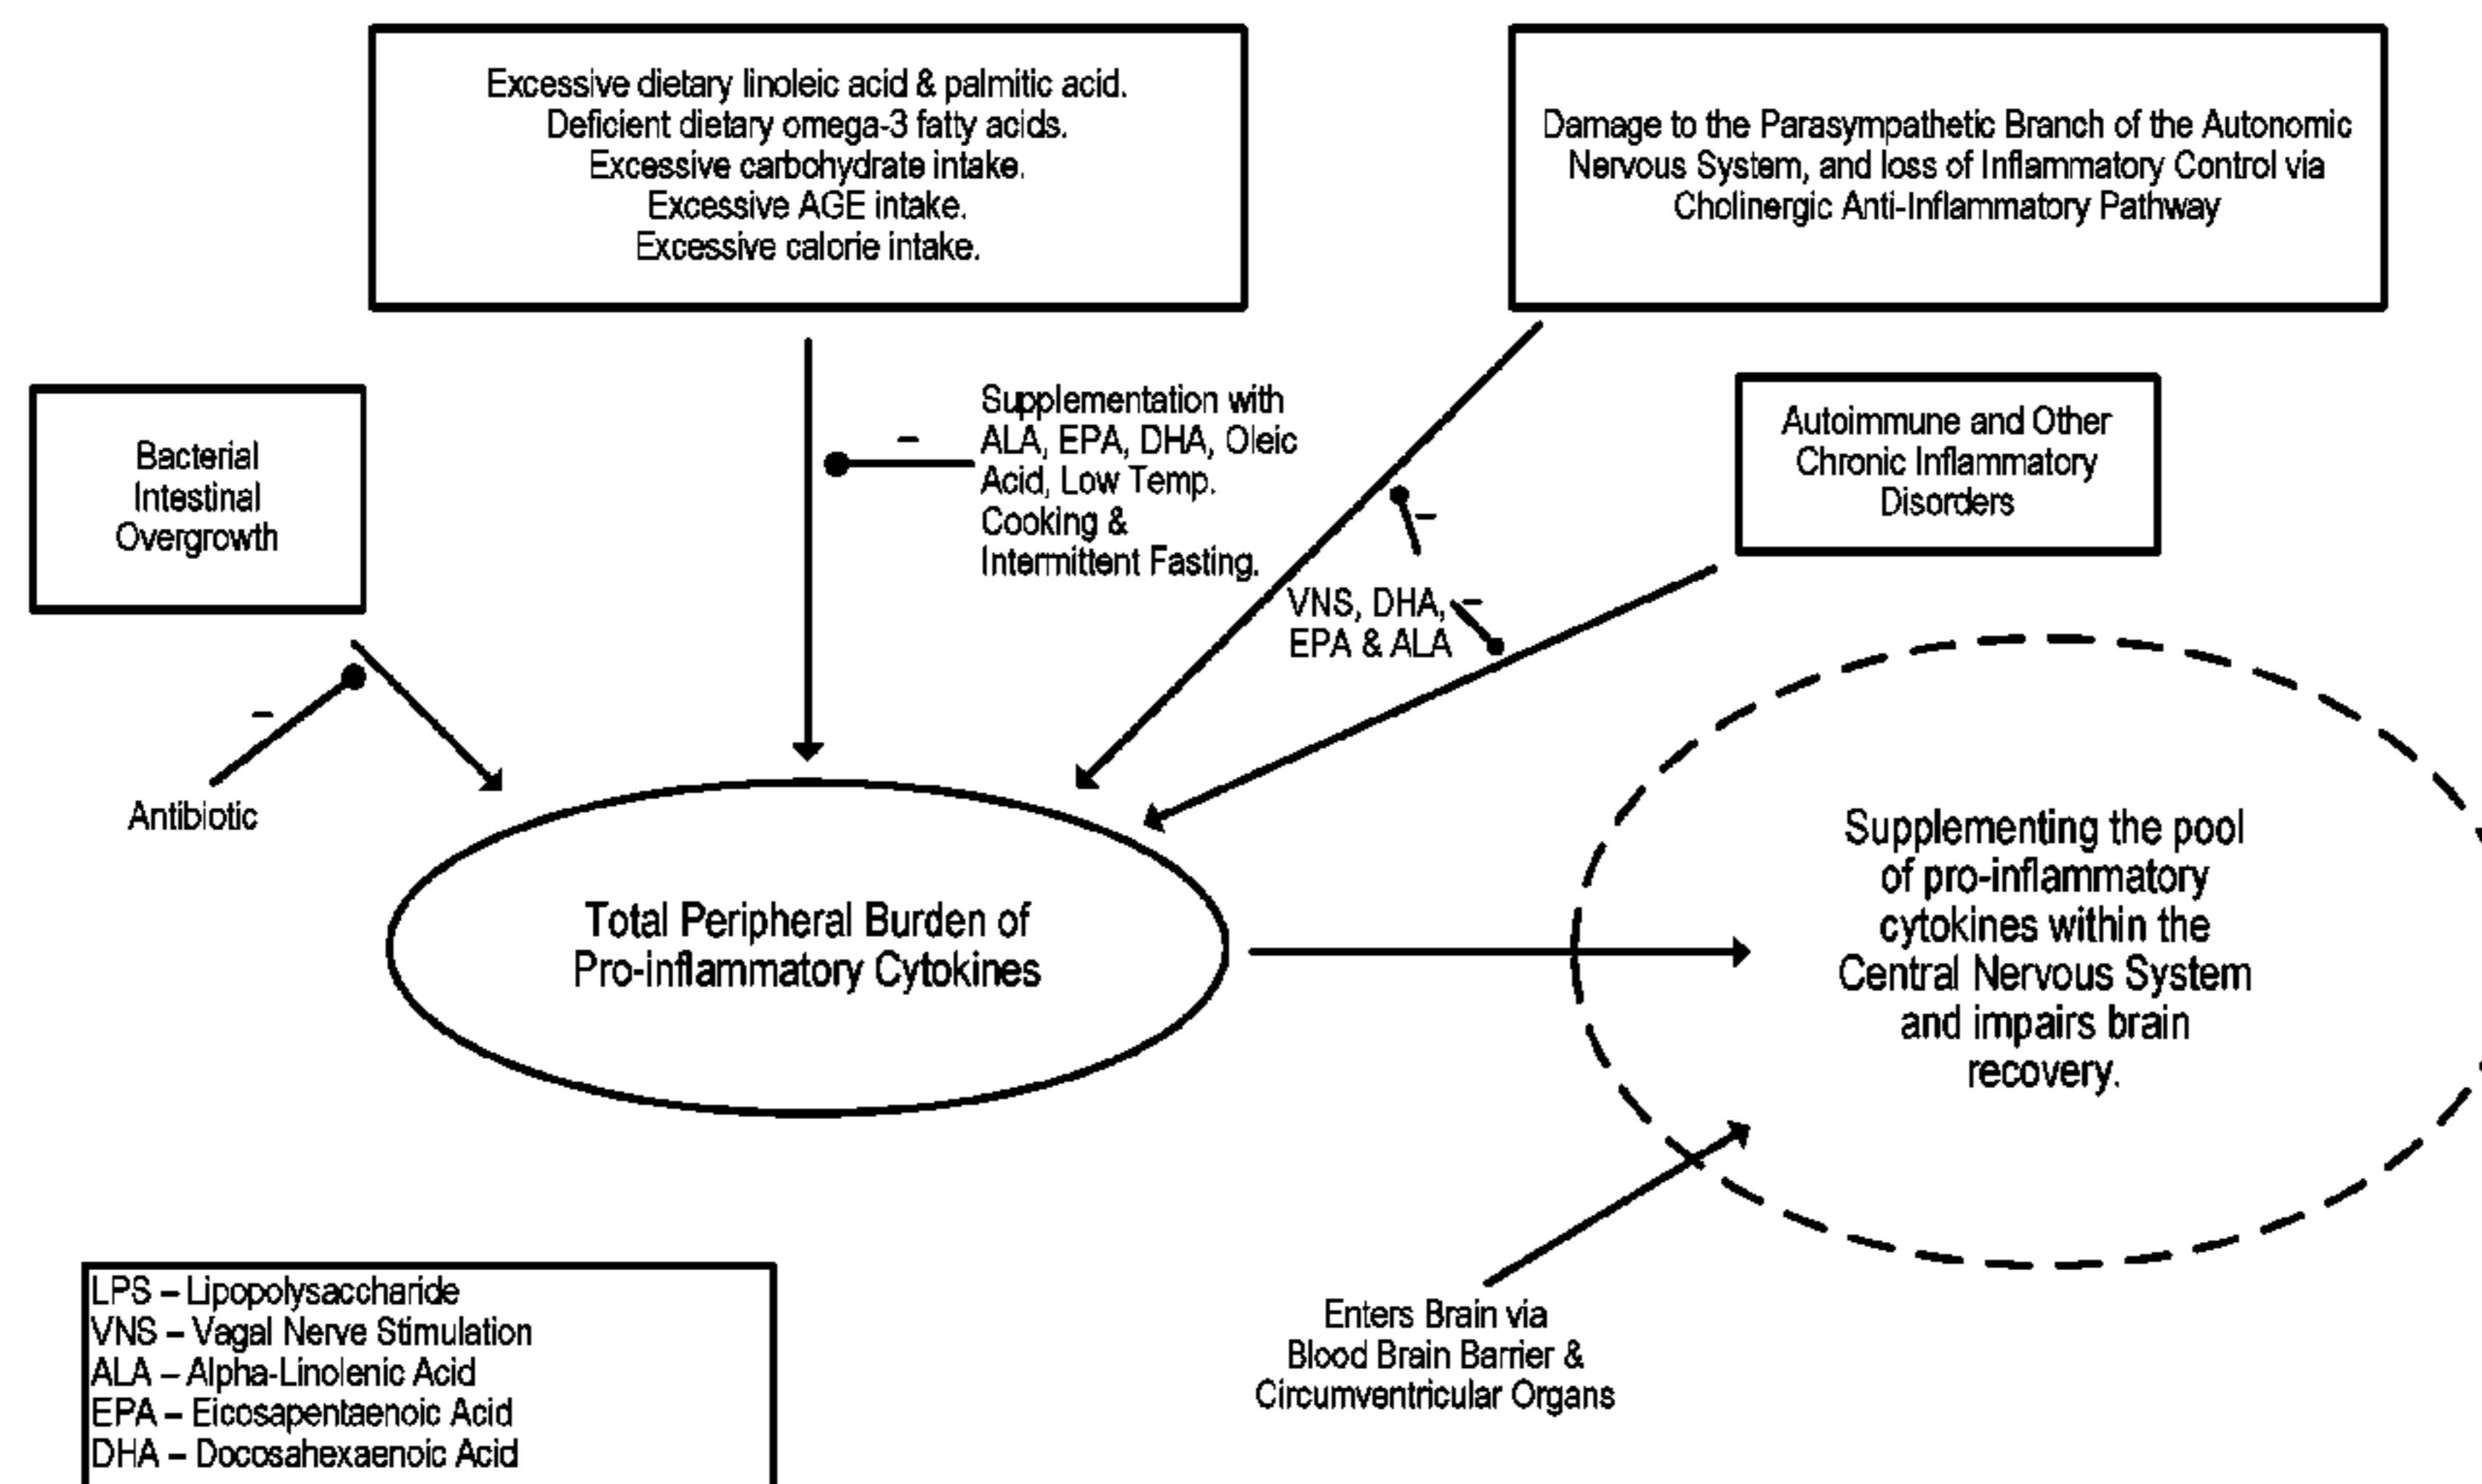 Excessive dietary linoleic acid & palmitic acid.
Deficient dietary omega-3 fatty acids.
Excessive carbohydrate intake.
Excessive AGE intake.
Excessive calorie intake.
Damage to the Parasympathetic Branch of the Autonomic
Nervous System, and loss of Inflammatory Control via
Cholinergic Anti-Inflammatory Pathway
Bacterial
Intestinal
Overgrowth
Supplementation with
ALA, EPA, DHA, Oleic
Acid, Low Temp.
Cooking &
Intermittent Fasting.
–
Autoimmune and Other
Chronic Inflammatory
Disorders
–
VNS, DHA, –
EPA & ALA
–
Antibiotic
Total Peripheral Burden of
Pro-inflammatory Cytokines
Supplementing the pool
of pro-inflammatory
cytokines within the
Central Nervous System
and impairs brain
recovery.
Enters Brain via
Blood Brain Barrier &
Circumventricular Organs
LPS – Lipopolysaccharide
VNS – Vagal Nerve Stimulation
ALA – Alpha-Linolenic Acid
EPA – Eicosapentaenoic Acid
DHA – Docosahexaenoic Acid